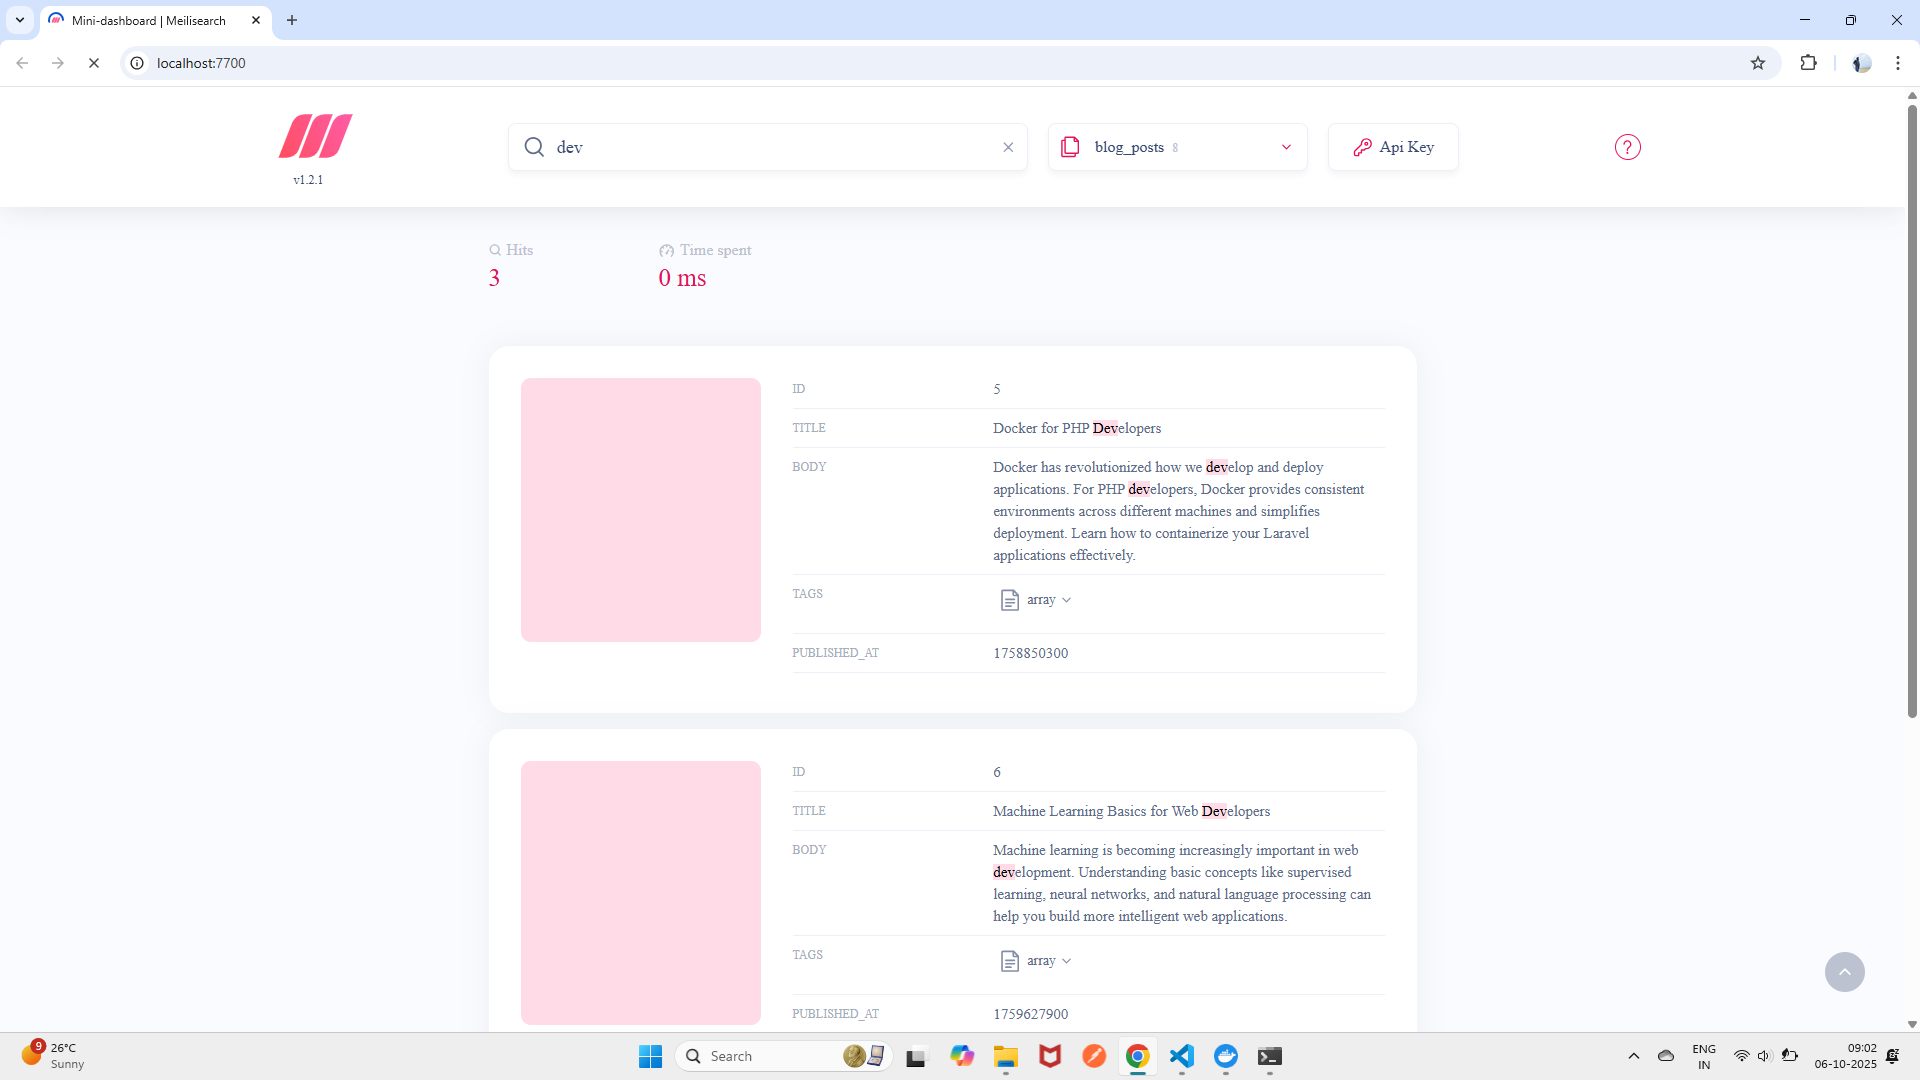 Mini-dashboard | Meilisearch
localhost:7700
v1.2.1
dev
blog_posts 8
Api Key
?
Hits
3
Time spent
0 ms
ID 5
TITLE Docker for PHP Developers
BODY Docker has revolutionized how we develop and deploy
applications. For PHP developers, Docker provides consistent
environments across different machines and simplifies
deployment. Learn how to containerize your Laravel
applications effectively.
TAGS array
PUBLISHED_AT 1758850300
ID 6
TITLE Machine Learning Basics for Web Developers
BODY Machine learning is becoming increasingly important in web
development. Understanding basic concepts like supervised
learning, neural networks, and natural language processing can
help you build more intelligent web applications.
TAGS array
PUBLISHED_AT 1759627900
9
26°C
Sunny
Search
ENG
IN
09:02
06-10-2025